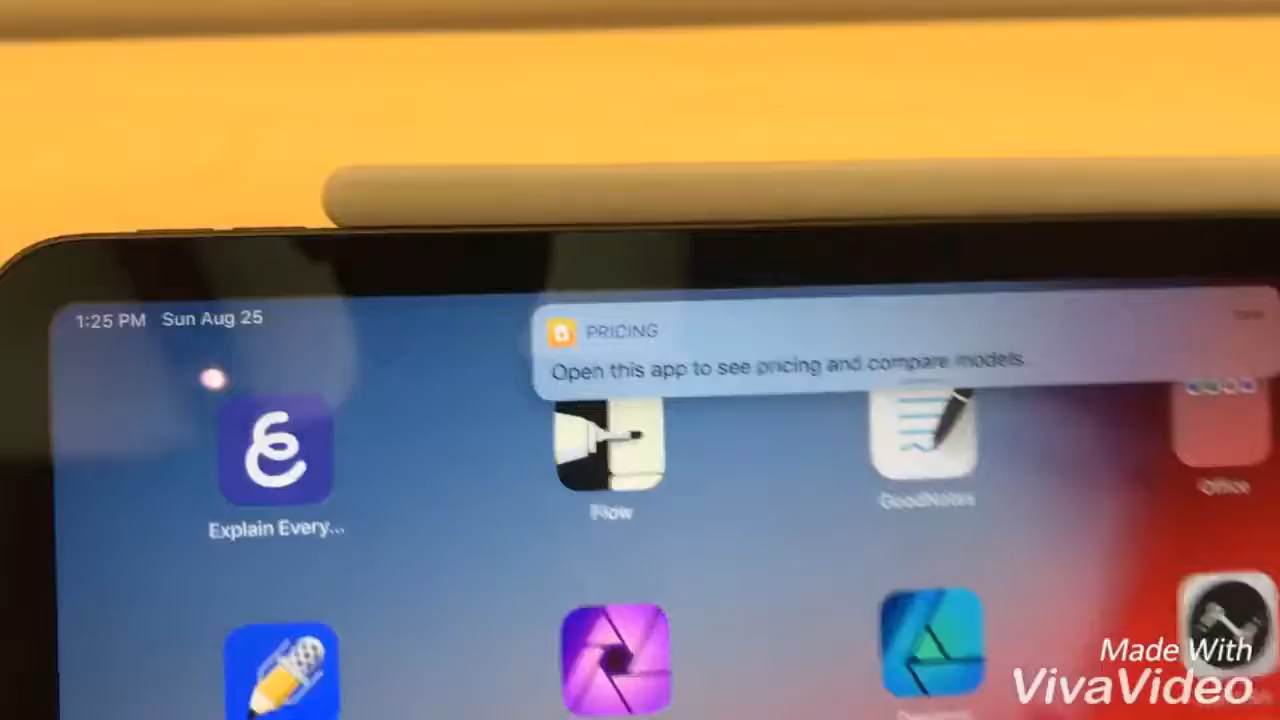 1:25 PM Sun Aug 25
PRICING
Open this app to see pricing and compare models.
Explain Every...
Flow
GoodNotes
Office
Made With
VivaVideo